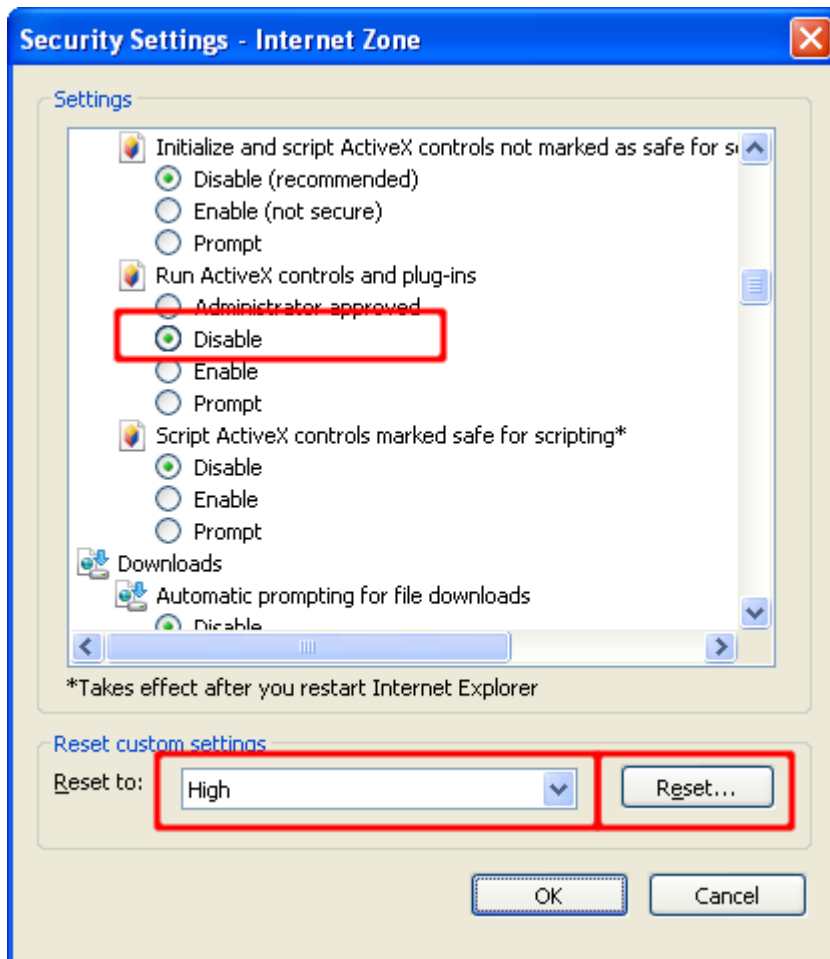 Security Settings - Internet Zone
Settings
Initialize and script ActiveX controls not marked as safe for
Disable (recommended)
Enable (not secure)
Prompt
Run ActiveX controls and plug-ins
Administrator approved
Disable
Enable
Prompt
Script ActiveX controls marked safe for scripting*
Disable
Enable
Prompt
Downloads
Automatic prompting for file downloads
Disable
*Takes effect after you restart Internet Explorer
Reset custom settings
Reset to: High Reset...
OK Cancel